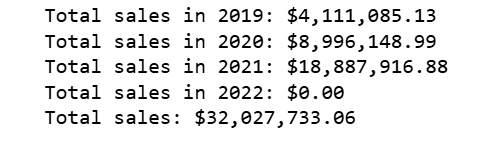 Total sales in 2019: $4,111,085.13
Total sales in 2020: $8,996,148.99
Total sales in 2021: $18,887,916.88
Total sales in 2022: $0.00
Total sales: $32,027,733.06